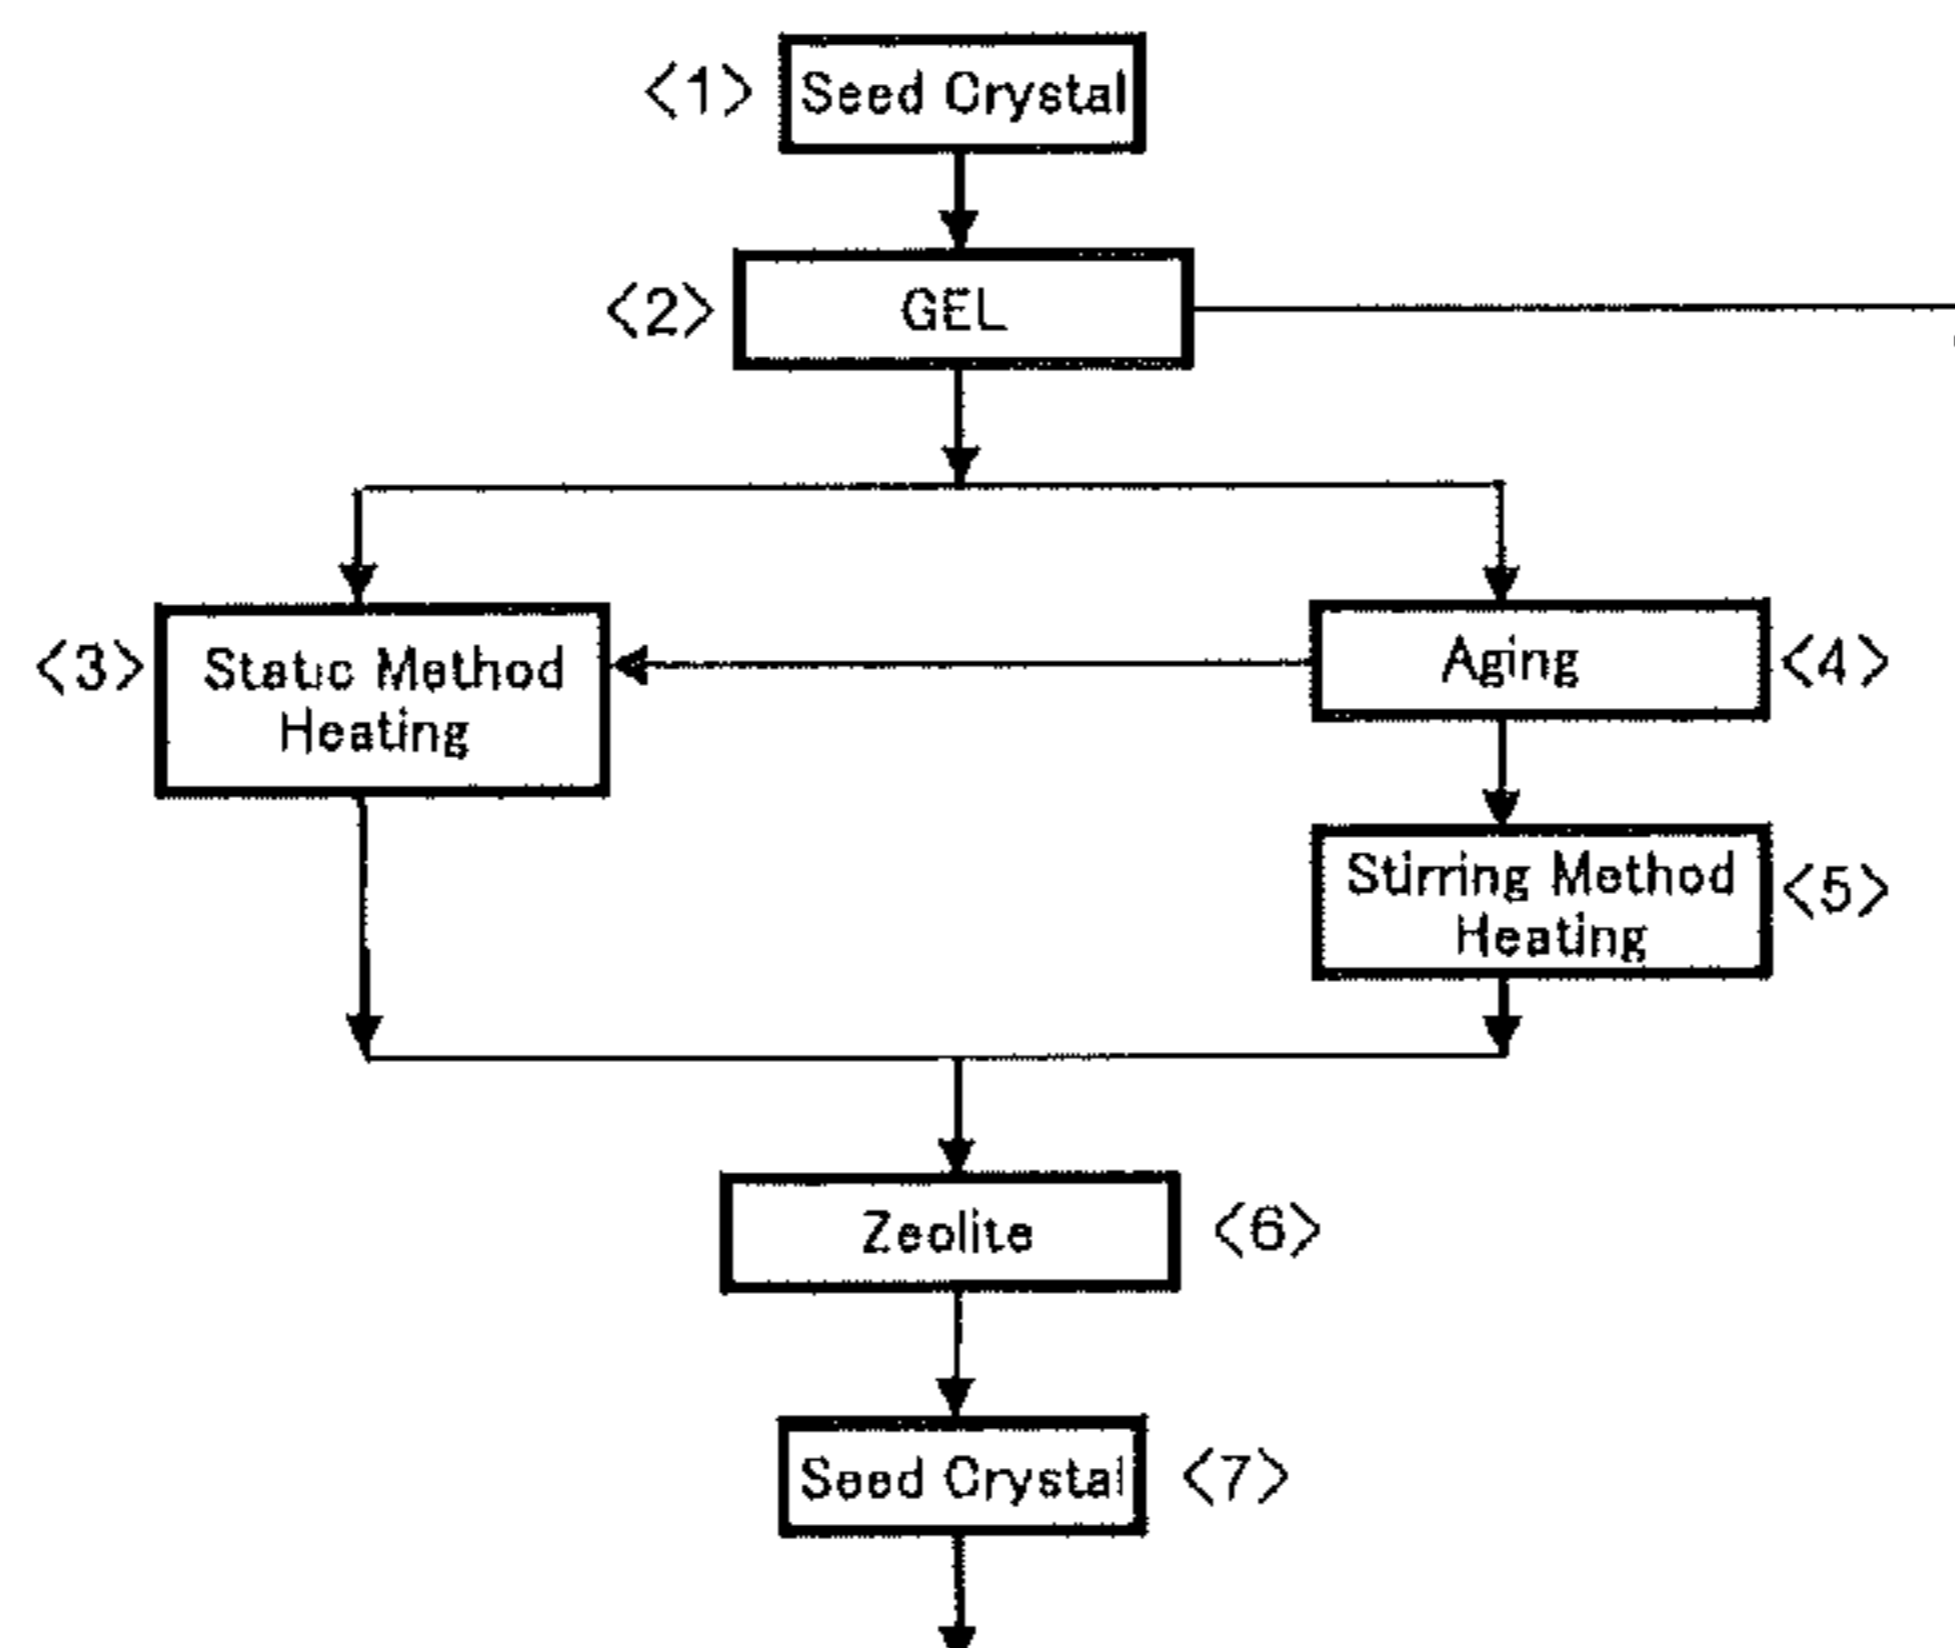 <1> Seed Crystal
<2> GEL
<3> Static Method
Heating
Aging <4>
Stirring Method
Heating <5>
Zeolite <6>
Seed Crystal <7>